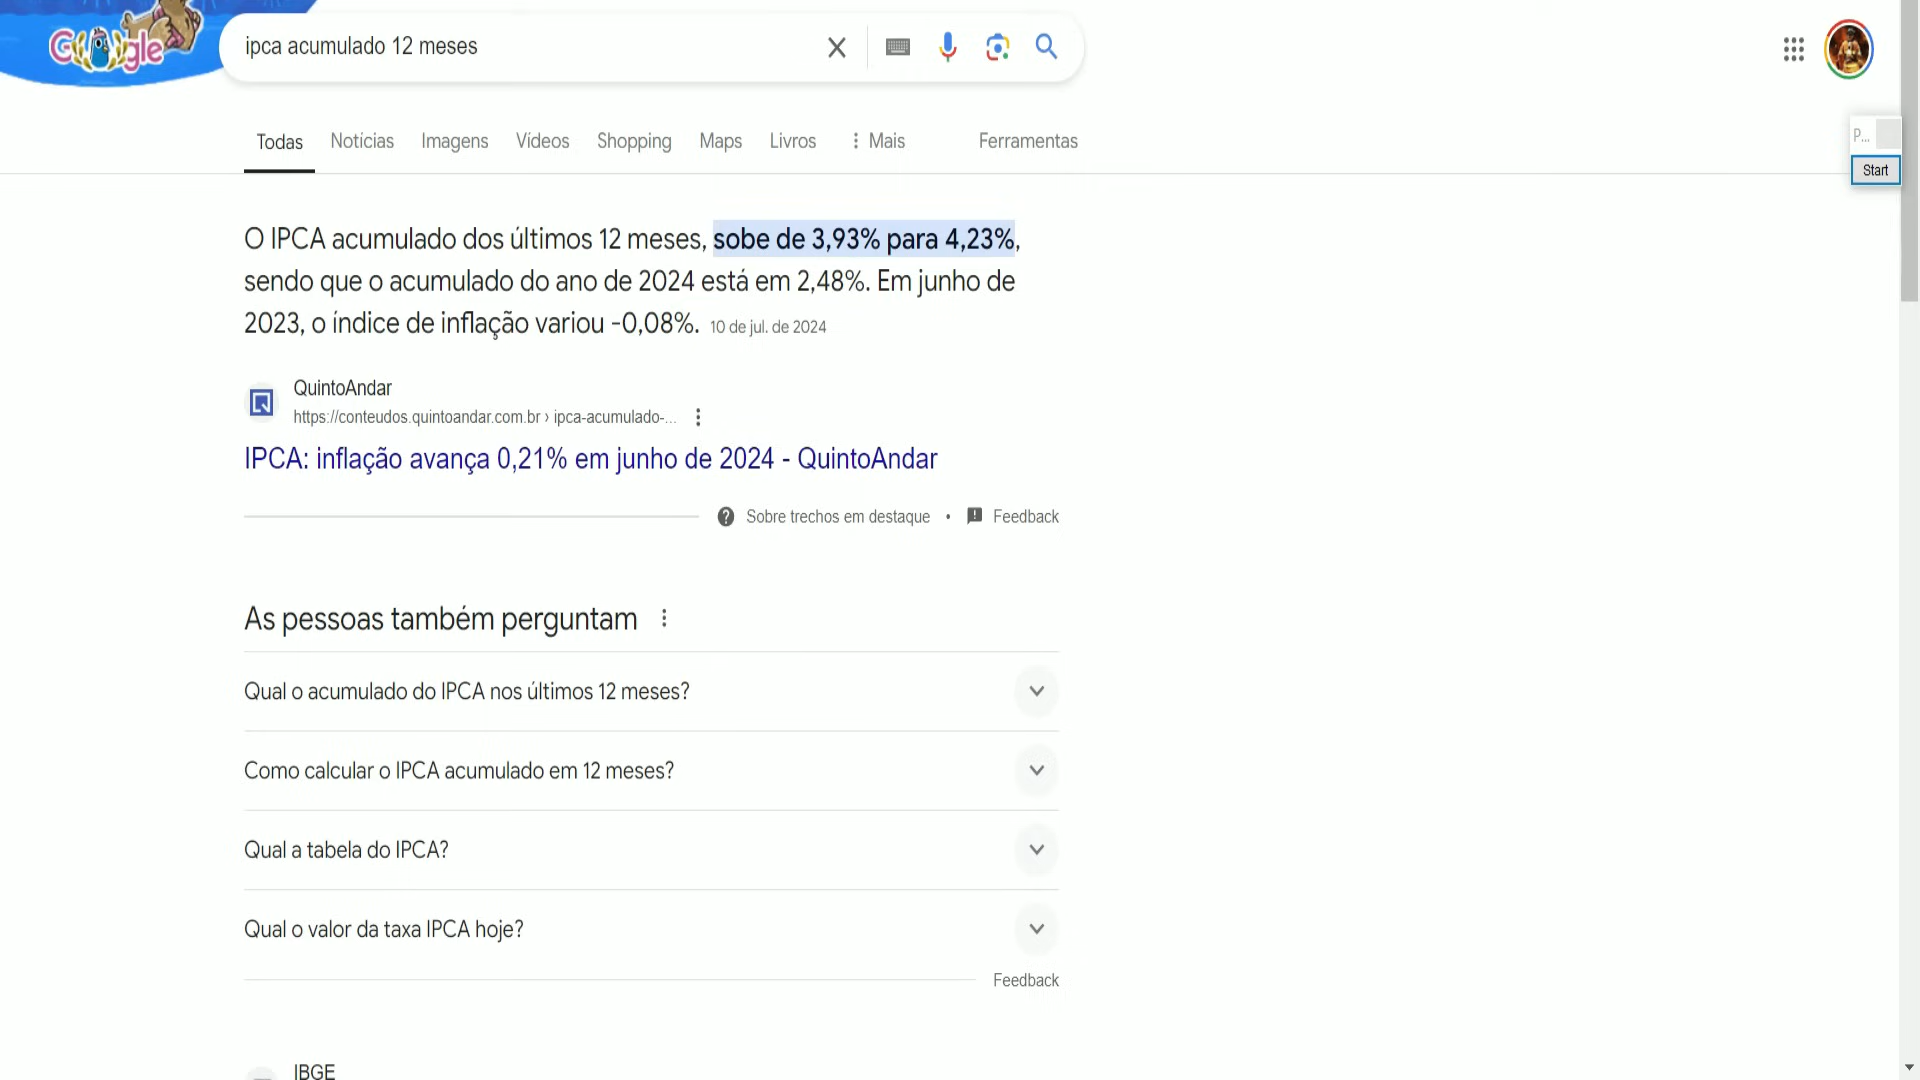 Google
ipca acumulado 12 meses
Todas
Notícias
Imagens
Vídeos
Shopping
Maps
Livros
Mais
Ferramentas
P...
Start
O IPCA acumulado dos últimos 12 meses, sobe de 3,93% para 4,23%,
sendo que o acumulado do ano de 2024 está em 2,48%. Em junho de
2023, o índice de inflação variou -0,08%. 10 de jul. de 2024
QuintoAndar
https://conteudos.quintoandar.com.br › ipca-acumulado-...
IPCA: inflação avança 0,21% em junho de 2024 - QuintoAndar
Sobre trechos em destaque • Feedback
As pessoas também perguntam
Qual o acumulado do IPCA nos últimos 12 meses?
Como calcular o IPCA acumulado em 12 meses?
Qual a tabela do IPCA?
Qual o valor da taxa IPCA hoje?
Feedback
IBGE